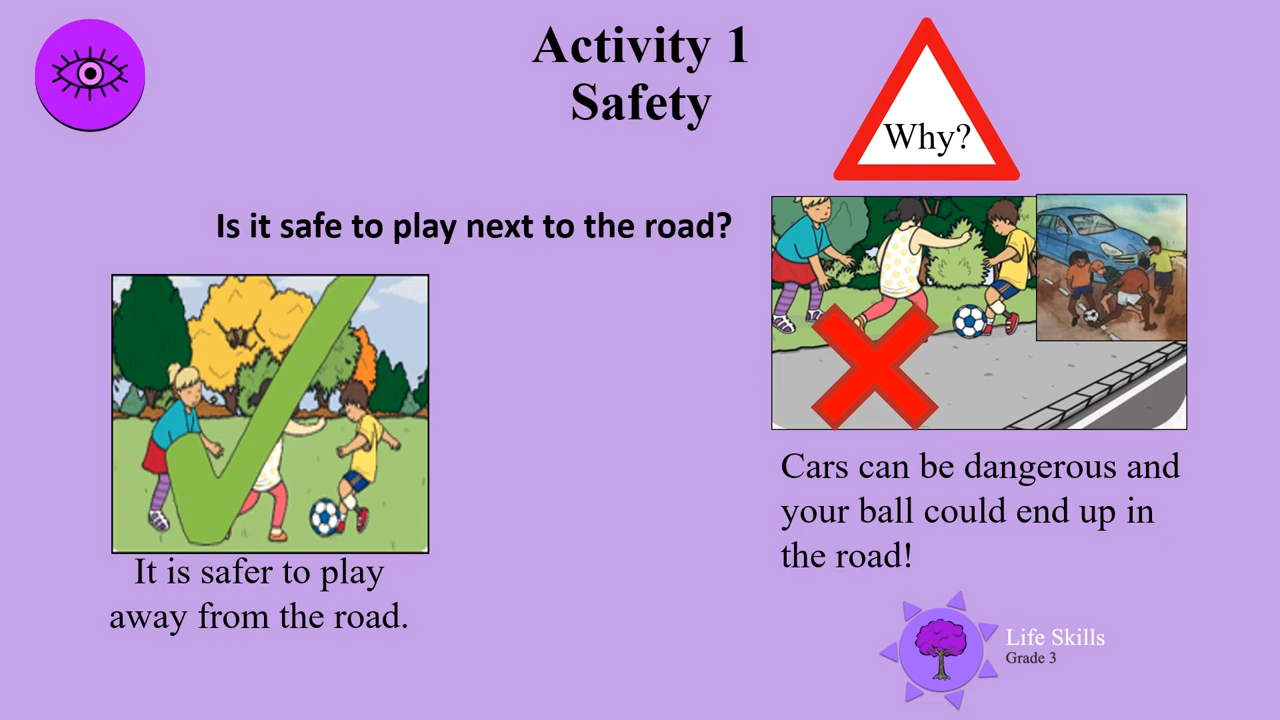 Activity 1
Safety
Why?
Is it safe to play next to the road?
It is safer to play
away from the road.
Cars can be dangerous and
your ball could end up in
the road!
Life Skills
Grade 3